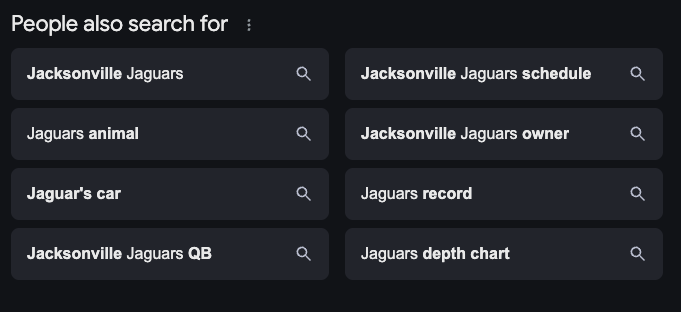 People also search for
Jacksonville Jaguars
Jacksonville Jaguars schedule
Jaguars animal
Jacksonville Jaguars owner
Jaguar's car
Jaguars record
Jacksonville Jaguars QB
Jaguars depth chart